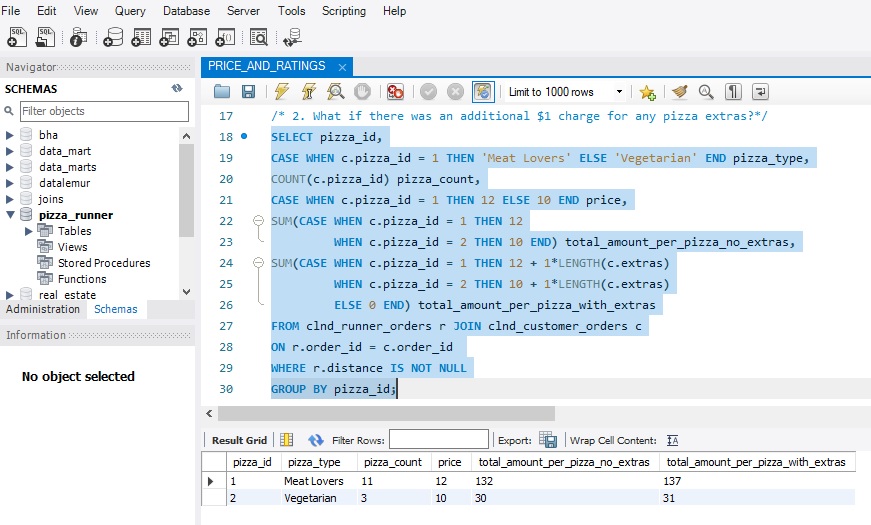 File Edit View Query Database Server Tools Scripting Help
Navigator
SCHEMAS
Filter objects
bha
data_mart
data_marts
datalemur
joins
pizza_runner
Tables
Views
Stored Procedures
Functions
real_estate
Administration Schemas
Information
No object selected
PRICE_AND_RATINGS
Limit to 1000 rows
17 /* 2. What if there was an additional $1 charge for any pizza extras?*/
18 SELECT pizza_id,
19 CASE WHEN c.pizza_id = 1 THEN 'Meat Lovers' ELSE 'Vegetarian' END pizza_type,
20 COUNT(c.pizza_id) pizza_count,
21 CASE WHEN c.pizza_id = 1 THEN 12 ELSE 10 END price,
22 SUM(CASE WHEN c.pizza_id = 1 THEN 12
23 WHEN c.pizza_id = 2 THEN 10 END) total_amount_per_pizza_no_extras,
24 SUM(CASE WHEN c.pizza_id = 1 THEN 12 + 1*LENGTH(c.extras)
25 WHEN c.pizza_id = 2 THEN 10 + 1*LENGTH(c.extras)
26 ELSE 0 END) total_amount_per_pizza_with_extras
27 FROM clnd_runner_orders r JOIN clnd_customer_orders c
28 ON r.order_id = c.order_id
29 WHERE r.distance IS NOT NULL
30 GROUP BY pizza_id;
Result Grid Filter Rows: Export: Wrap Cell Content:
pizza_id pizza_type pizza_count price total_amount_per_pizza_no_extras total_amount_per_pizza_with_extras
1 Meat Lovers 11 12 132 137
2 Vegetarian 3 10 30 31